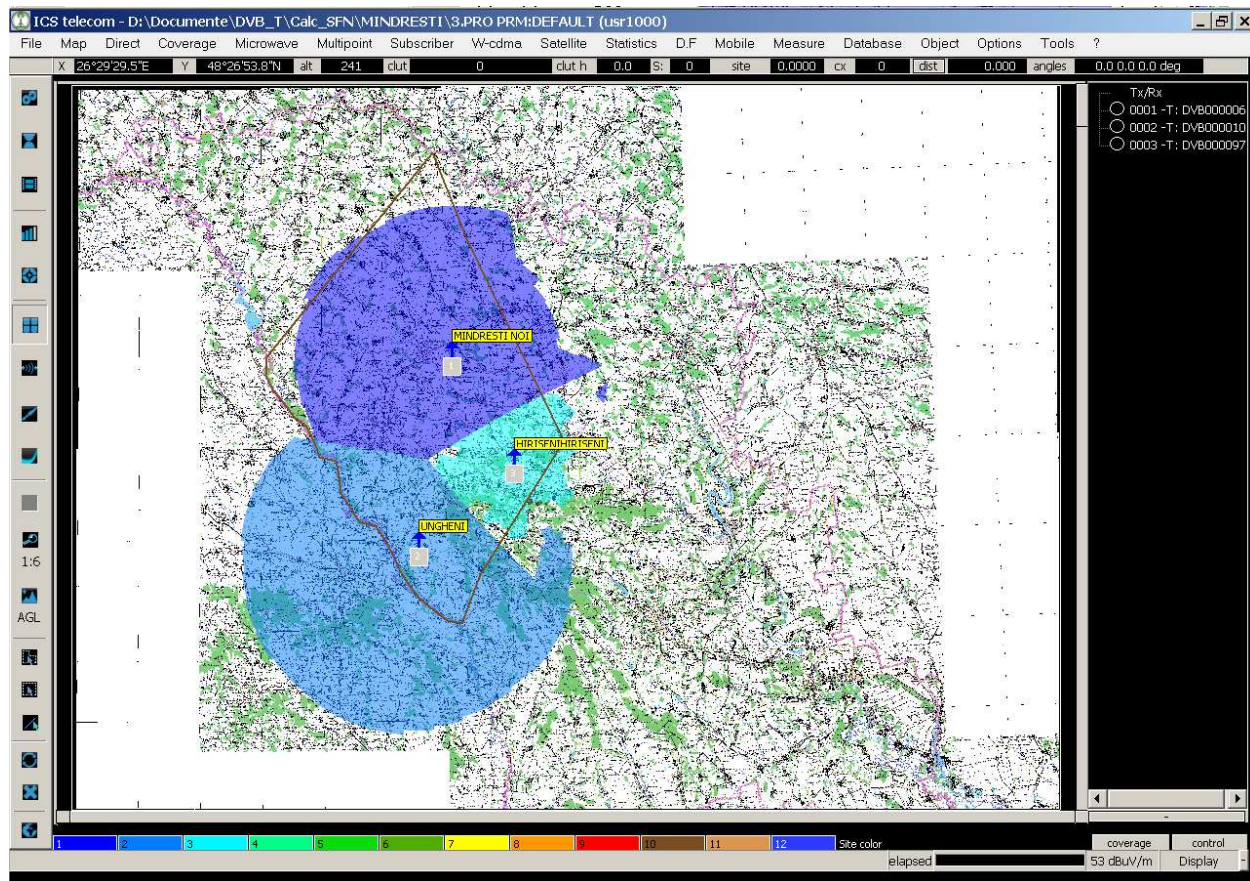 ICS telecom - D:\Documente\DVB_T\Calc_SFN\MINDRESTI\3.PRO PRM:DEFAULT (usr1000)
File Map Direct Coverage Microwave Multipoint Subscriber W-cdma Satellite Statistics D.F Mobile Measure Database Object Options Tools ?
X 26°29'29.5"E Y 48°26'53.8"N alt 241 clut 0 clut h 0.0 S: 0 site 0.0000 cx 0 dist 0.000 angles 0.0 0.0 0.0 deg
Tx/Rx
0001 -T: DVB000006
0002 -T: DVB000010
0003 -T: DVB000097
MINDRESTI NOI
1
HIRISENIHIRISENI
3
UNGHENI
2
1:6
AGL
1 2 3 4 5 6 7 8 9 10 11 12 Site color
coverage control
elapsed 53 dBuV/m Display